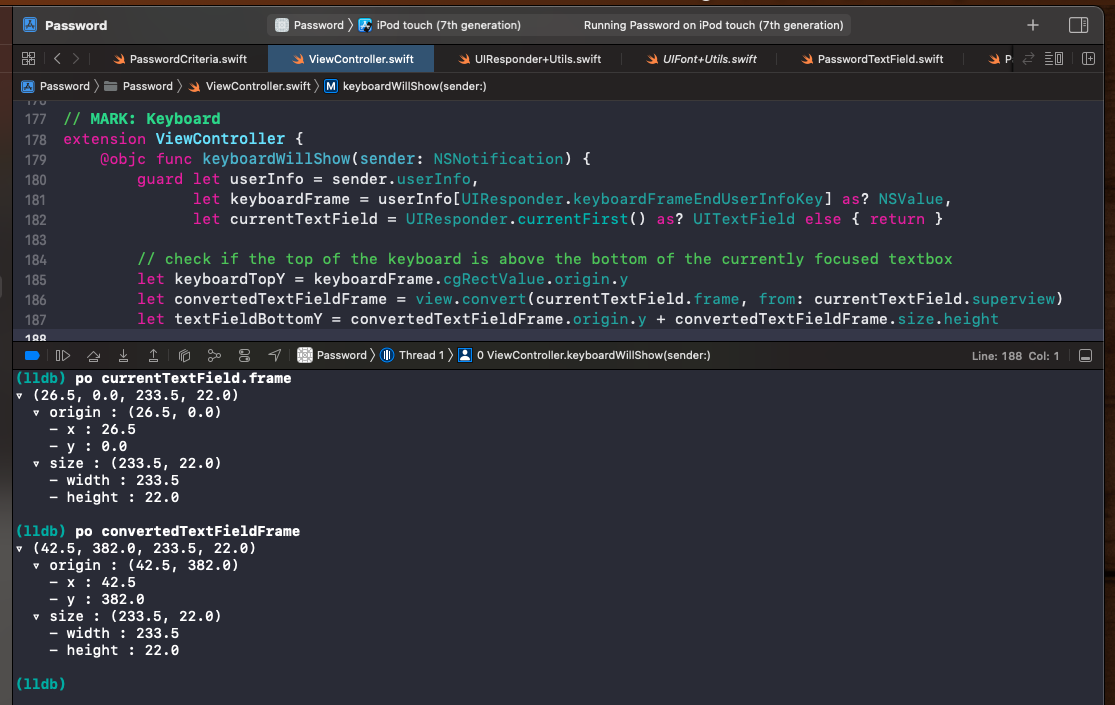 Password
Password 〉 iPod touch (7th generation)
Running Password on iPod touch (7th generation)
PasswordCriteria.swift
ViewController.swift
UIResponder+Utils.swift
UIFont+Utils.swift
PasswordTextField.swift
Password 〉 Password 〉 ViewController.swift 〉 M keyboardWillShow(sender:)
177 // MARK: Keyboard
178 extension ViewController {
179 @objc func keyboardWillShow(sender: NSNotification) {
180 guard let userInfo = sender.userInfo,
181 let keyboardFrame = userInfo[UIResponder.keyboardFrameEndUserInfoKey] as? NSValue,
182 let currentTextField = UIResponder.currentFirst() as? UITextField else { return }
183
184 // check if the top of the keyboard is above the bottom of the currently focused textbox
185 let keyboardTopY = keyboardFrame.cgRectValue.origin.y
186 let convertedTextFieldFrame = view.convert(currentTextField.frame, from: currentTextField.superview)
187 let textFieldBottomY = convertedTextFieldFrame.origin.y + convertedTextFieldFrame.size.height
188
Password 〉 Thread 1 〉 0 ViewController.keyboardWillShow(sender:)
Line: 188 Col: 1
(lldb) po currentTextField.frame
▿ (26.5, 0.0, 233.5, 22.0)
▿ origin : (26.5, 0.0)
- x : 26.5
- y : 0.0
▿ size : (233.5, 22.0)
- width : 233.5
- height : 22.0
(lldb) po convertedTextFieldFrame
▿ (42.5, 382.0, 233.5, 22.0)
▿ origin : (42.5, 382.0)
- x : 42.5
- y : 382.0
▿ size : (233.5, 22.0)
- width : 233.5
- height : 22.0
(lldb)